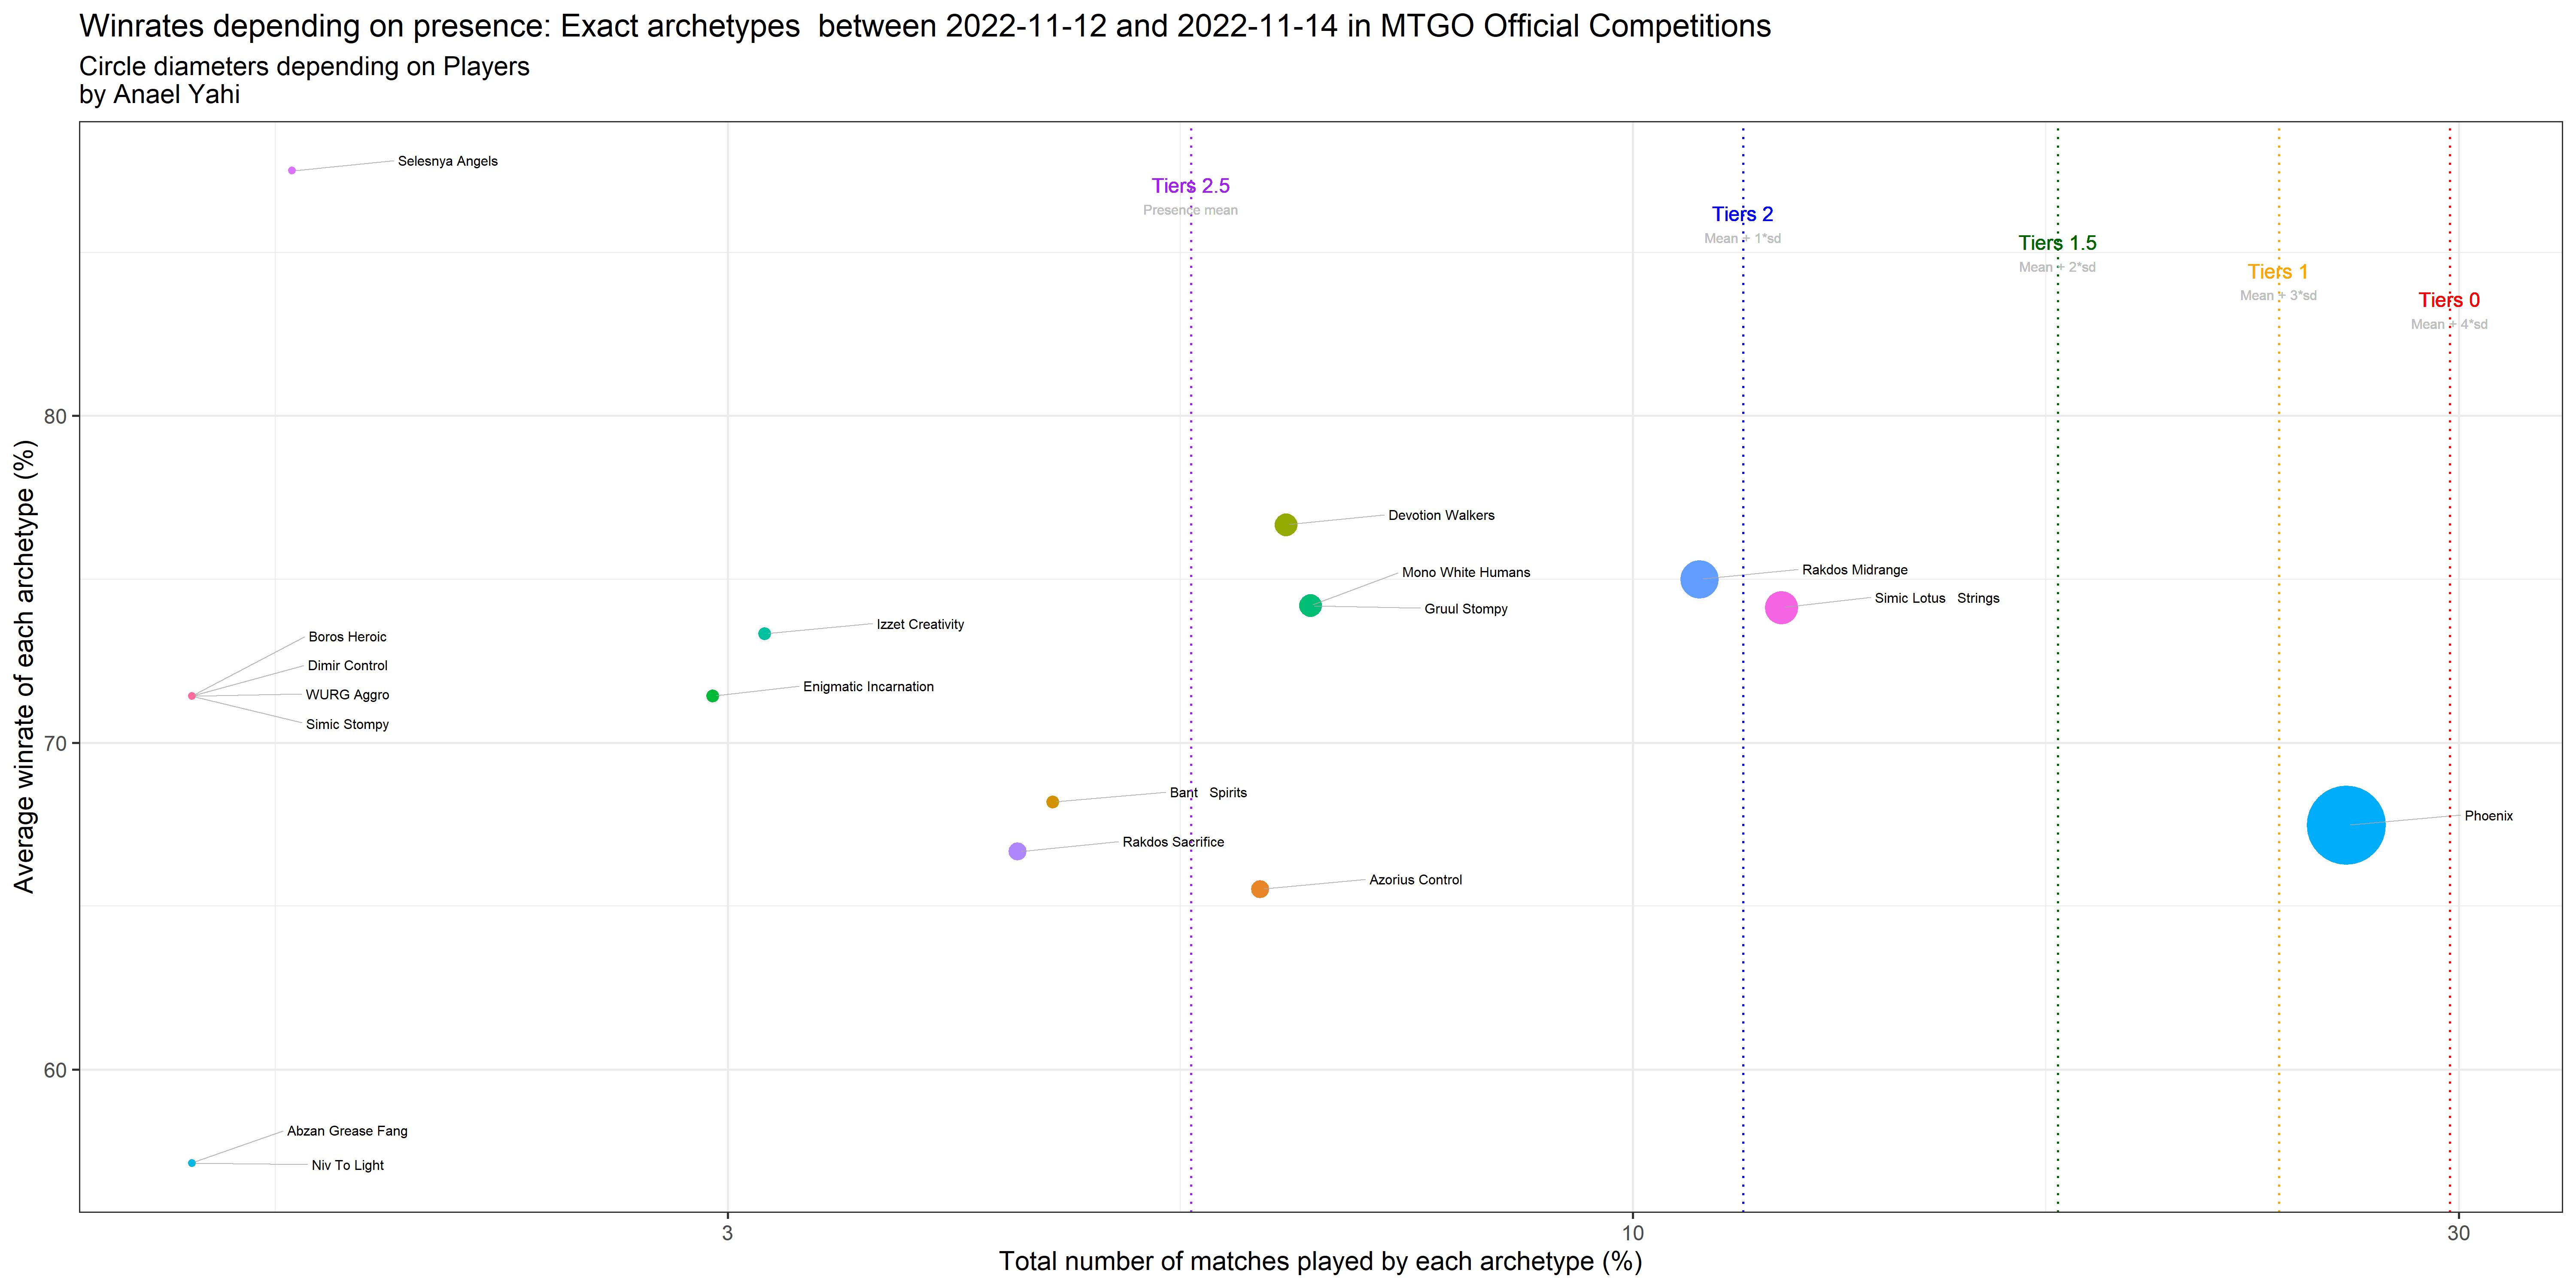 Winrates depending on presence: Exact archetypes  between 2022-11-12 and 2022-11-14 in MTGO Official Competitions
Circle diameters depending on Players
by Anael Yahi
Selesnya Angels
Tiers 2.5
Presence mean
Tiers 2
Mean + 1*sd
Tiers 1.5
Mean + 2*sd
Tiers 1
Mean + 3*sd
Tiers 0
Mean + 4*sd
80
Devotion Walkers
Mono White Humans
Rakdos Midrange
Simic Lotus   Strings
Gruul Stompy
Izzet Creativity
Boros Heroic
Dimir Control
WURG Aggro
Simic Stompy
Enigmatic Incarnation
70
Bant   Spirits
Phoenix
Rakdos Sacrifice
Azorius Control
60
Abzan Grease Fang
Niv To Light
Average winrate of each archetype (%)
3
10
30
Total number of matches played by each archetype (%)